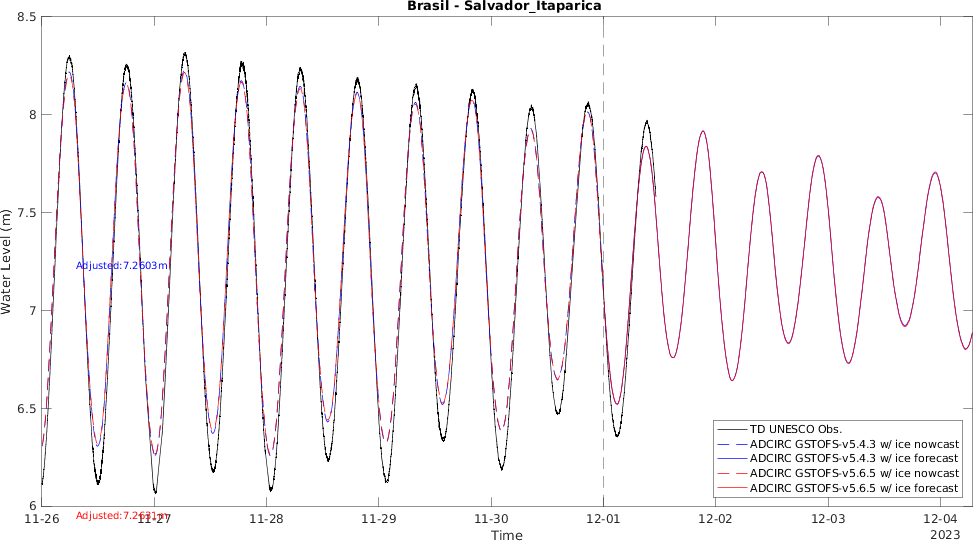 Brasil - Salvador_Itaparica
8.5
8
7.5
7
6.5
6
Water Level (m)
Adjusted:7.2603m
Adjusted:7.2631m
11-26
11-27
11-28
11-29
11-30
12-01
12-02
12-03
12-04
Time
2023
TD UNESCO Obs.
ADCIRC GSTOFS-v5.4.3 w/ ice nowcast
ADCIRC GSTOFS-v5.4.3 w/ ice forecast
ADCIRC GSTOFS-v5.6.5 w/ ice nowcast
ADCIRC GSTOFS-v5.6.5 w/ ice forecast